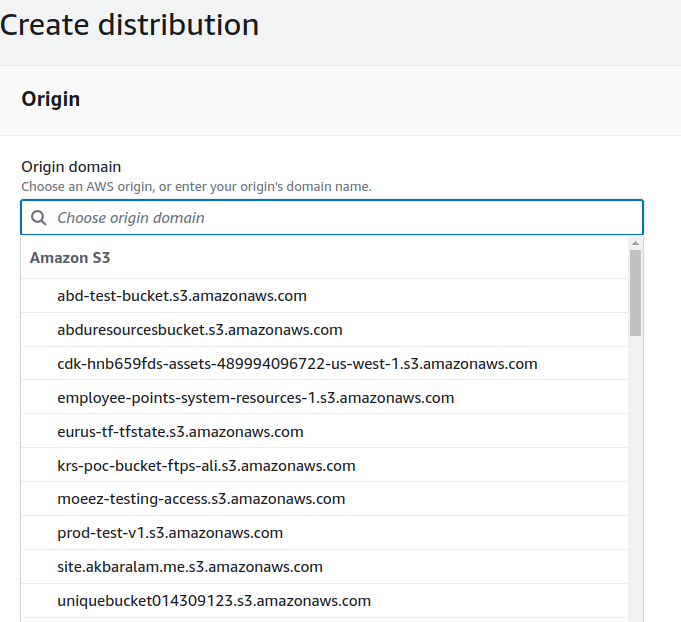 Create distribution
Origin
Origin domain
Choose an AWS origin, or enter your origin's domain name.
Choose origin domain
Amazon S3
abd-test-bucket.s3.amazonaws.com
abduresourcesbucket.s3.amazonaws.com
cdk-hnb659fds-assets-489994096722-us-west-1.s3.amazonaws.com
employee-points-system-resources-1.s3.amazonaws.com
eurus-tf-tfstate.s3.amazonaws.com
krs-poc-bucket-ftps-ali.s3.amazonaws.com
moeez-testing-access.s3.amazonaws.com
prod-test-v1.s3.amazonaws.com
site.akbaralam.me.s3.amazonaws.com
uniquebucket014309123.s3.amazonaws.com